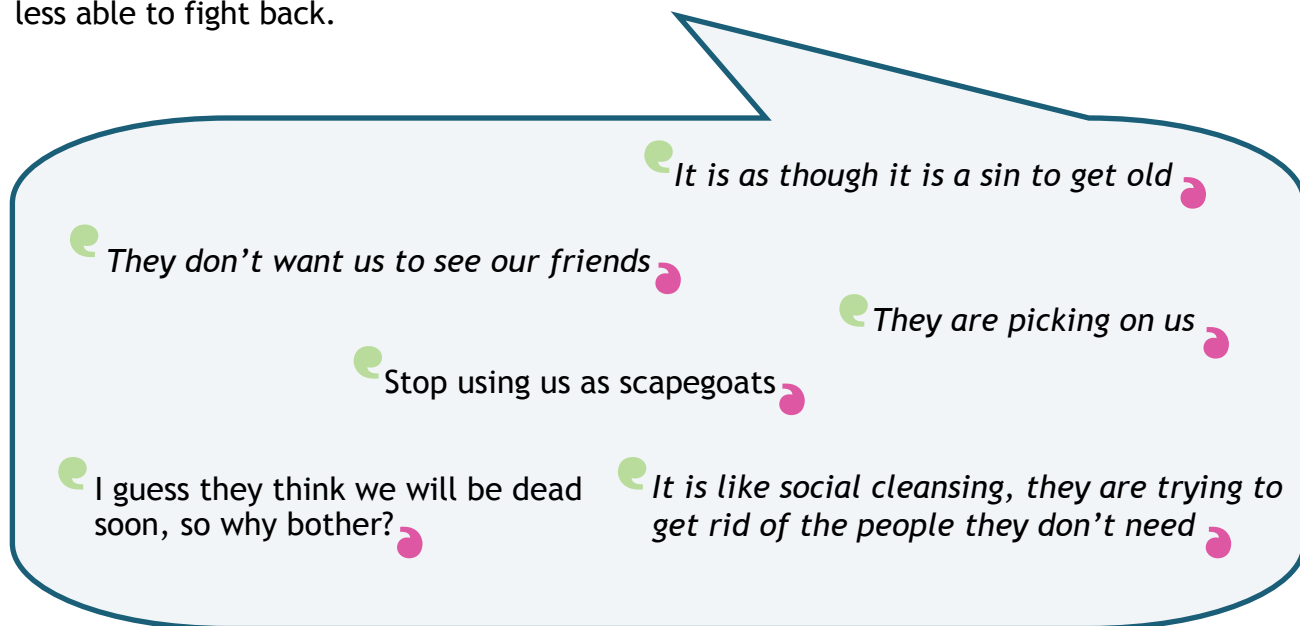 less able to fight back.
‘It is as though it is a sin to get old’
‘They don’t want us to see our friends’
‘They are picking on us’
‘Stop using us as scapegoats’
‘I guess they think we will be dead
soon, so why bother?’
‘It is like social cleansing, they are trying to
get rid of the people they don’t need’